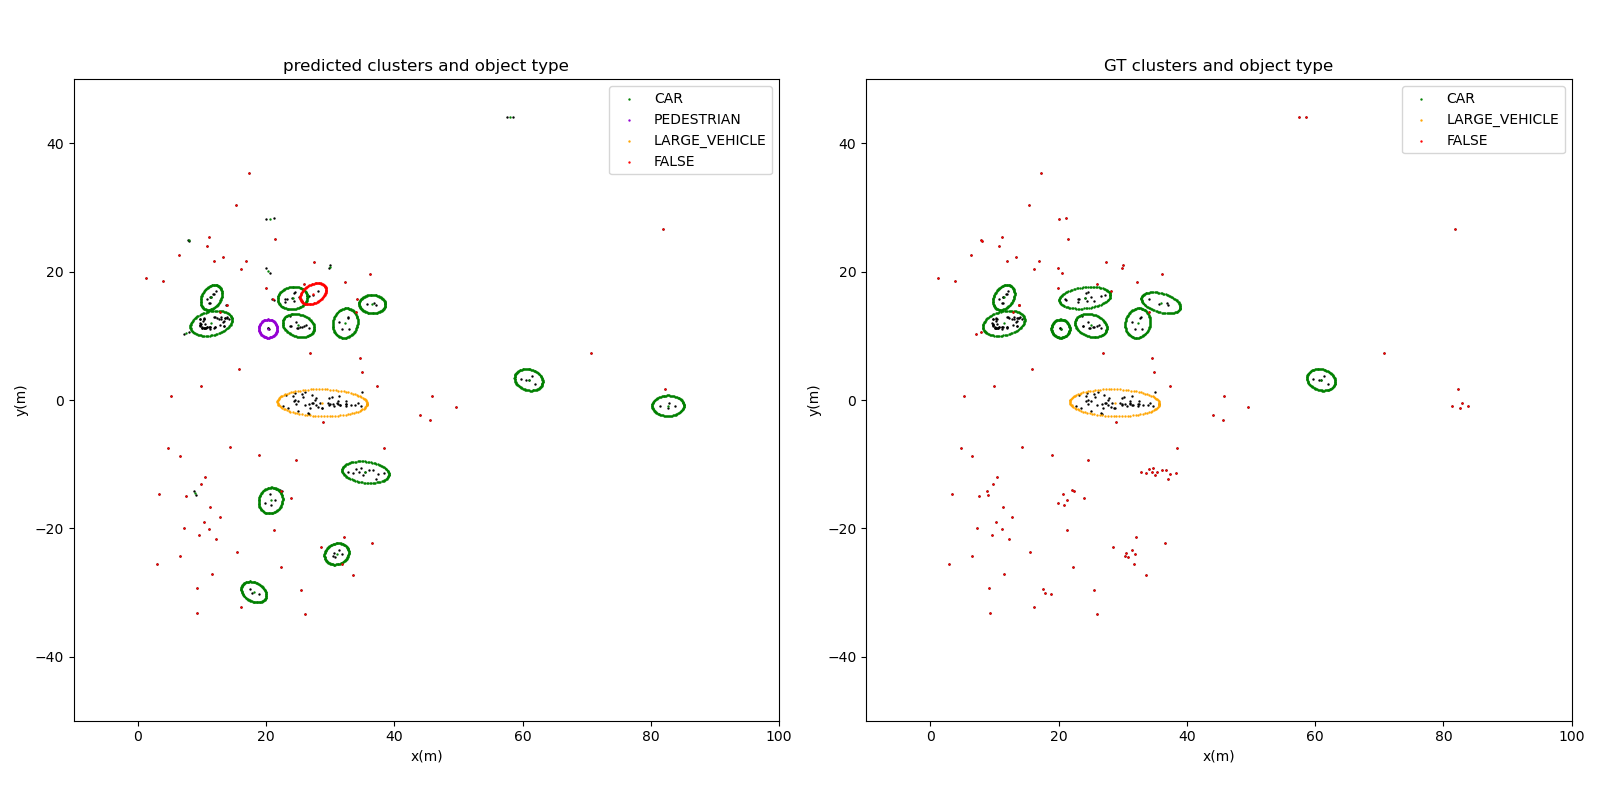 predicted clusters and object type
CAR
PEDESTRIAN
LARGE_VEHICLE
FALSE
40
20
0
−20
−40
y(m)
0
20
40
60
80
100
x(m)
GT clusters and object type
CAR
LARGE_VEHICLE
FALSE
40
20
0
−20
−40
y(m)
0
20
40
60
80
100
x(m)